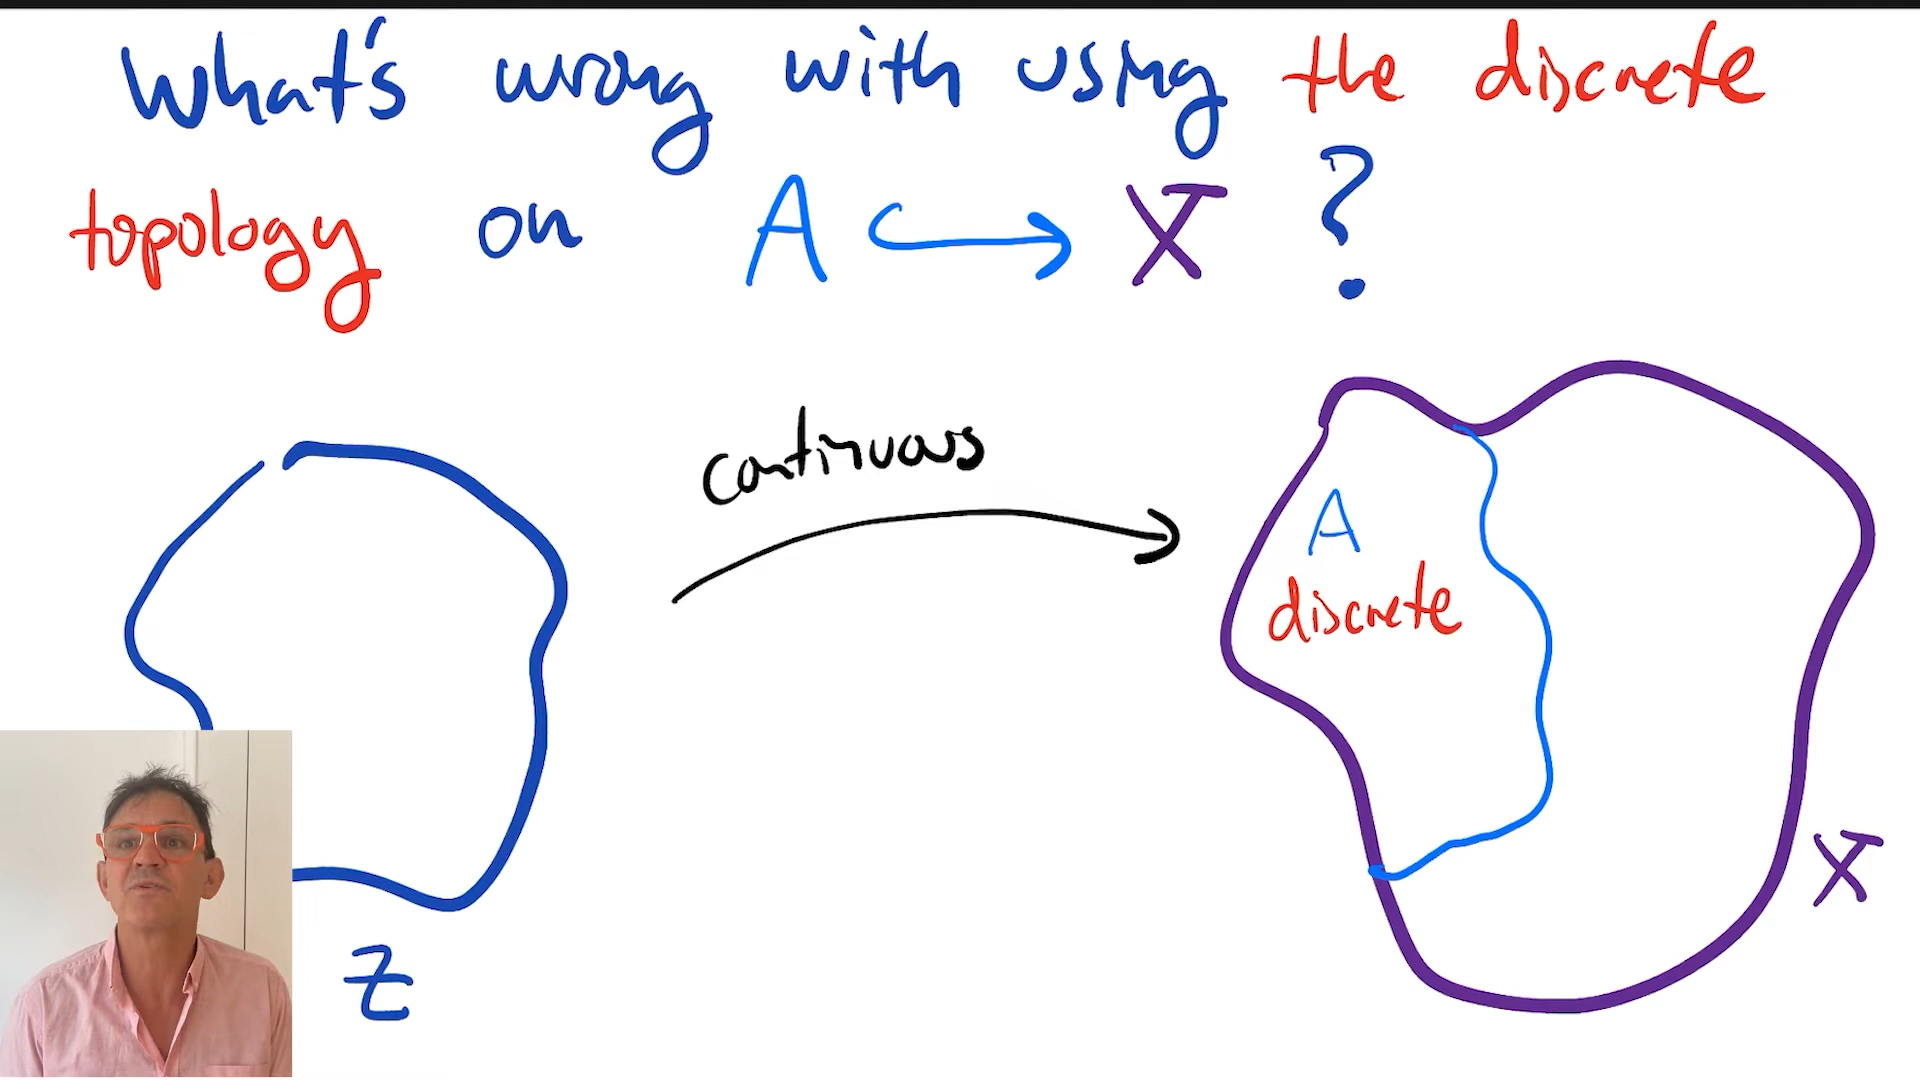 What's wrong with using the discrete
topology on A ↪ X ?
continuous
A
discrete
X
Z